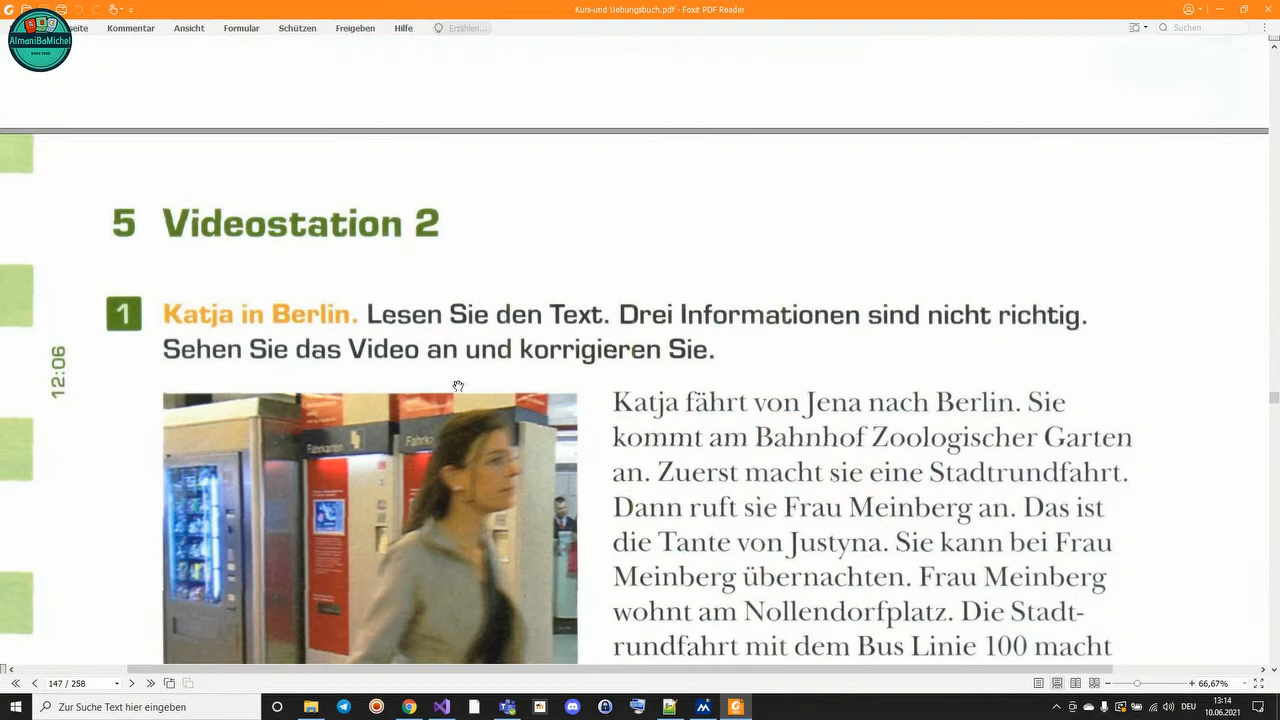 Kurs-und Uebungsbuch.pdf - Foxit PDF Reader
AlmaniBaMichel
SINCE 2020
seite Kommentar Ansicht Formular Schützen Freigeben Hilfe Erzählen... Suchen
5 Videostation 2
1 Katja in Berlin. Lesen Sie den Text. Drei Informationen sind nicht richtig.
Sehen Sie das Video an und korrigieren Sie.
12:06
Fahrkarten
Fahrk
Katja fährt von Jena nach Berlin. Sie
kommt am Bahnhof Zoologischer Garten
an. Zuerst macht sie eine Stadtrundfahrt.
Dann ruft sie Frau Meinberg an. Das ist
die Tante von Justyna. Sie kann bei Frau
Meinberg übernachten. Frau Meinberg
wohnt am Nollendorfplatz. Die Stadt-
rundfahrt mit dem Bus Linie 100 macht
147 / 258
66,67%
Zur Suche Text hier eingeben
DEU
13:14
10.06.2021